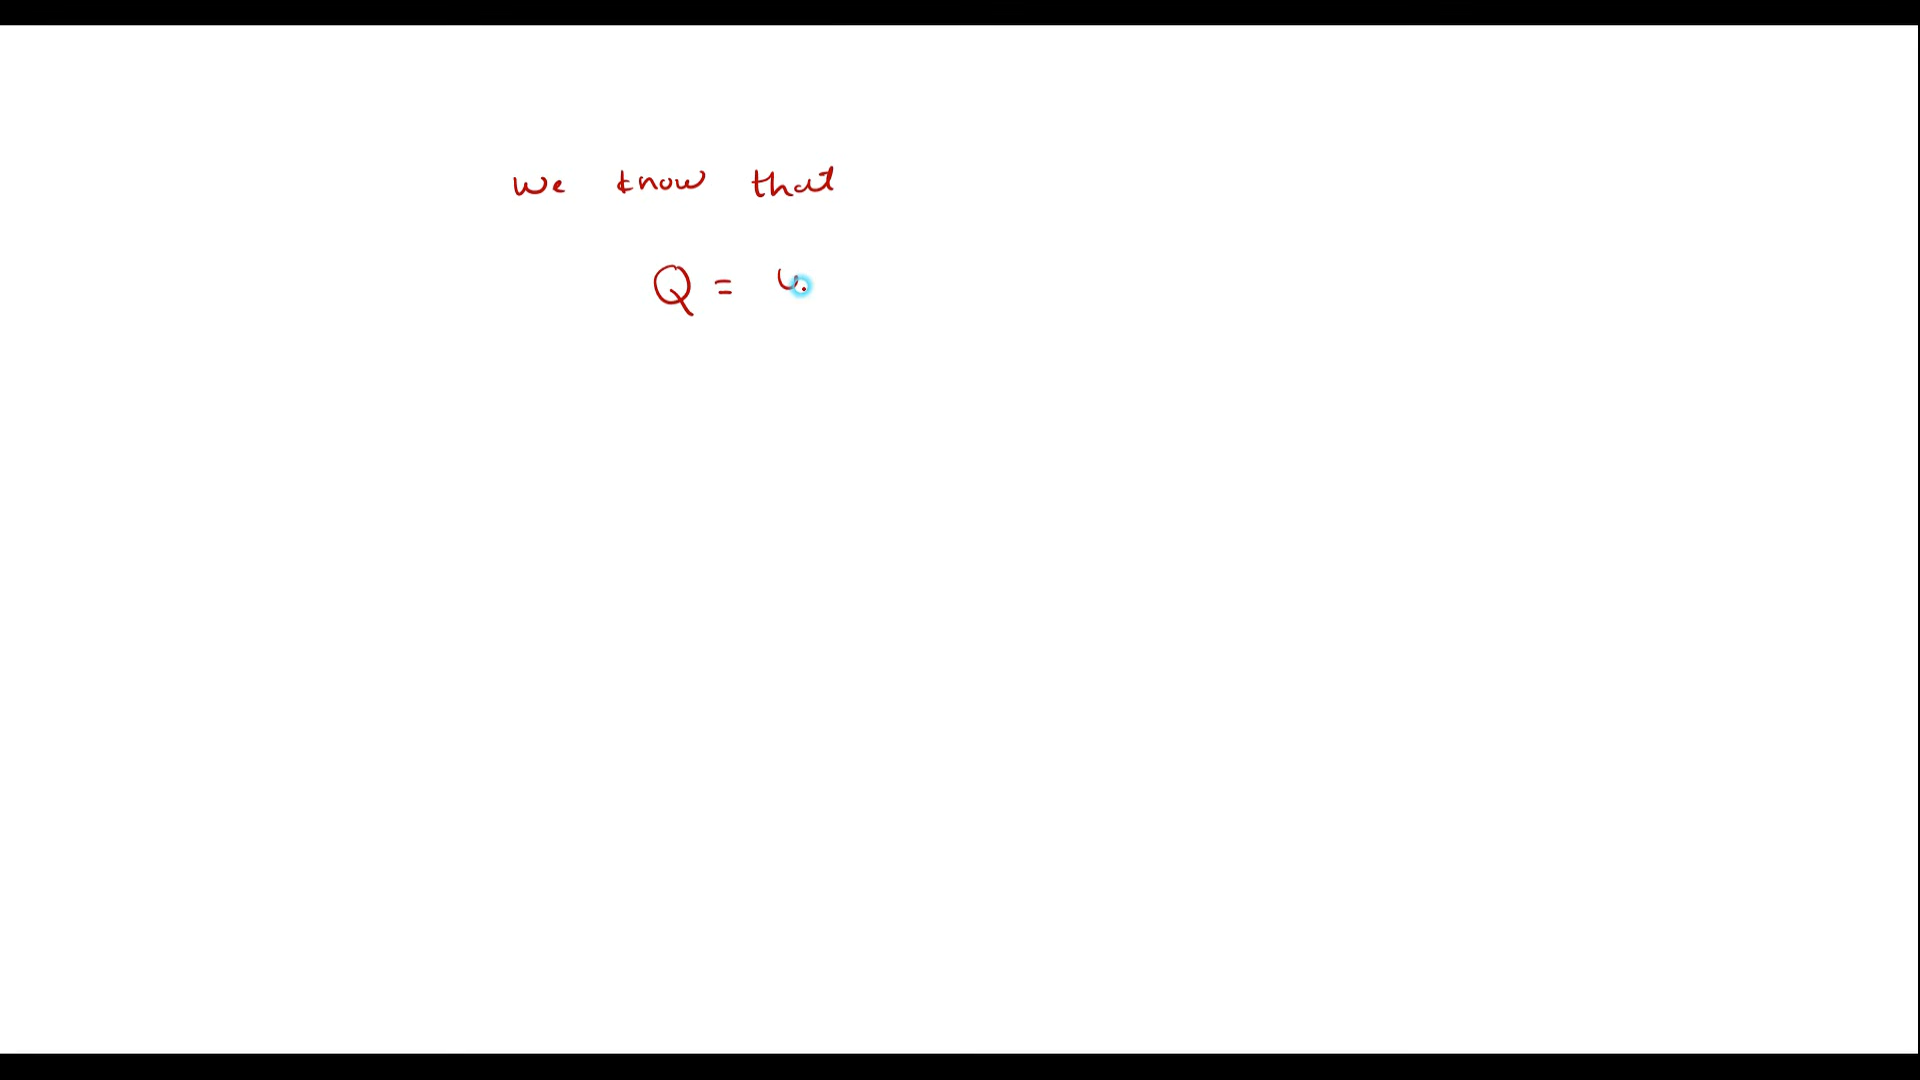 we know that
Q =